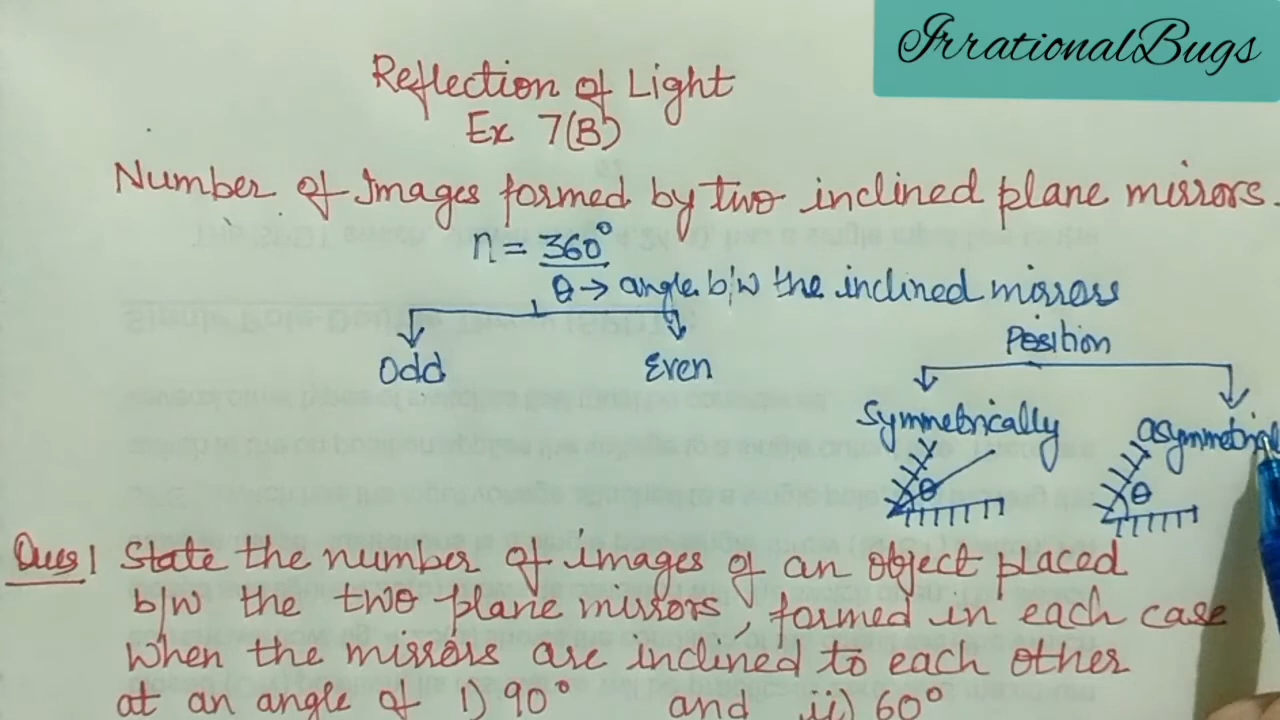 IrrationalBugs
Reflection of Light
Ex 7(B)
Number of Images formed by two inclined plane mirrors.
n = 360°
θ → angle b/w the inclined mirrors
Odd Even
Position
Symmetrically
asymmetrical
θ θ
Ques 1 State the number of images of an object placed
b/w the two plane mirrors, formed in each case
when the mirrors are inclined to each other
at an angle of i) 90° and ii) 60°